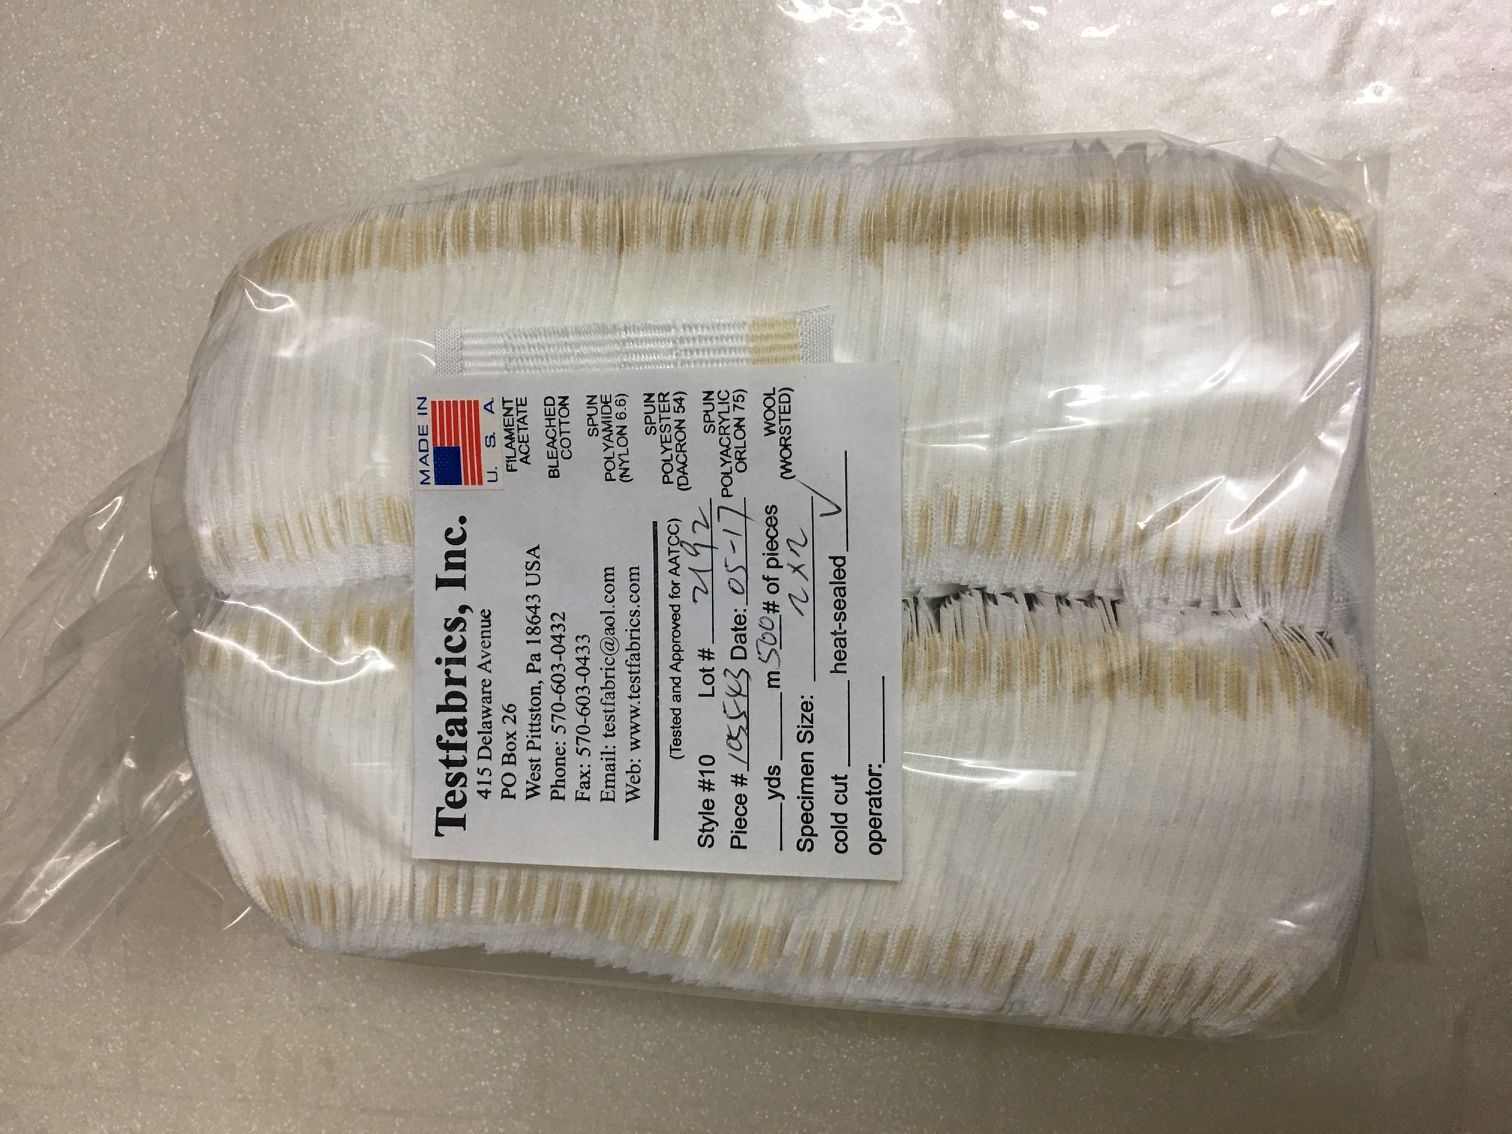 Testfabrics, Inc.
415 Delaware Avenue
PO Box 26
West Pittston, Pa 18643 USA
Phone: 570-603-0432
Fax: 570-603-0433
Email: testfabric@aol.com
Web: www.testfabrics.com
MADE IN
U. S. A.
FILAMENT
ACETATE
BLEACHED
COTTON
SPUN
POLYAMIDE
(NYLON 6.6)
SPUN
POLYESTER
(DACRON 54)
SPUN
POLYACRYLIC
ORLON 75)
WOOL
(WORSTED)
(Tested and Approved for AATCC)
Style #10 Lot # 2192
Piece # 105543 Date: 05-17
yds m 500 # of pieces
Specimen Size: 2x2
cold cut heat-sealed ✓
operator: